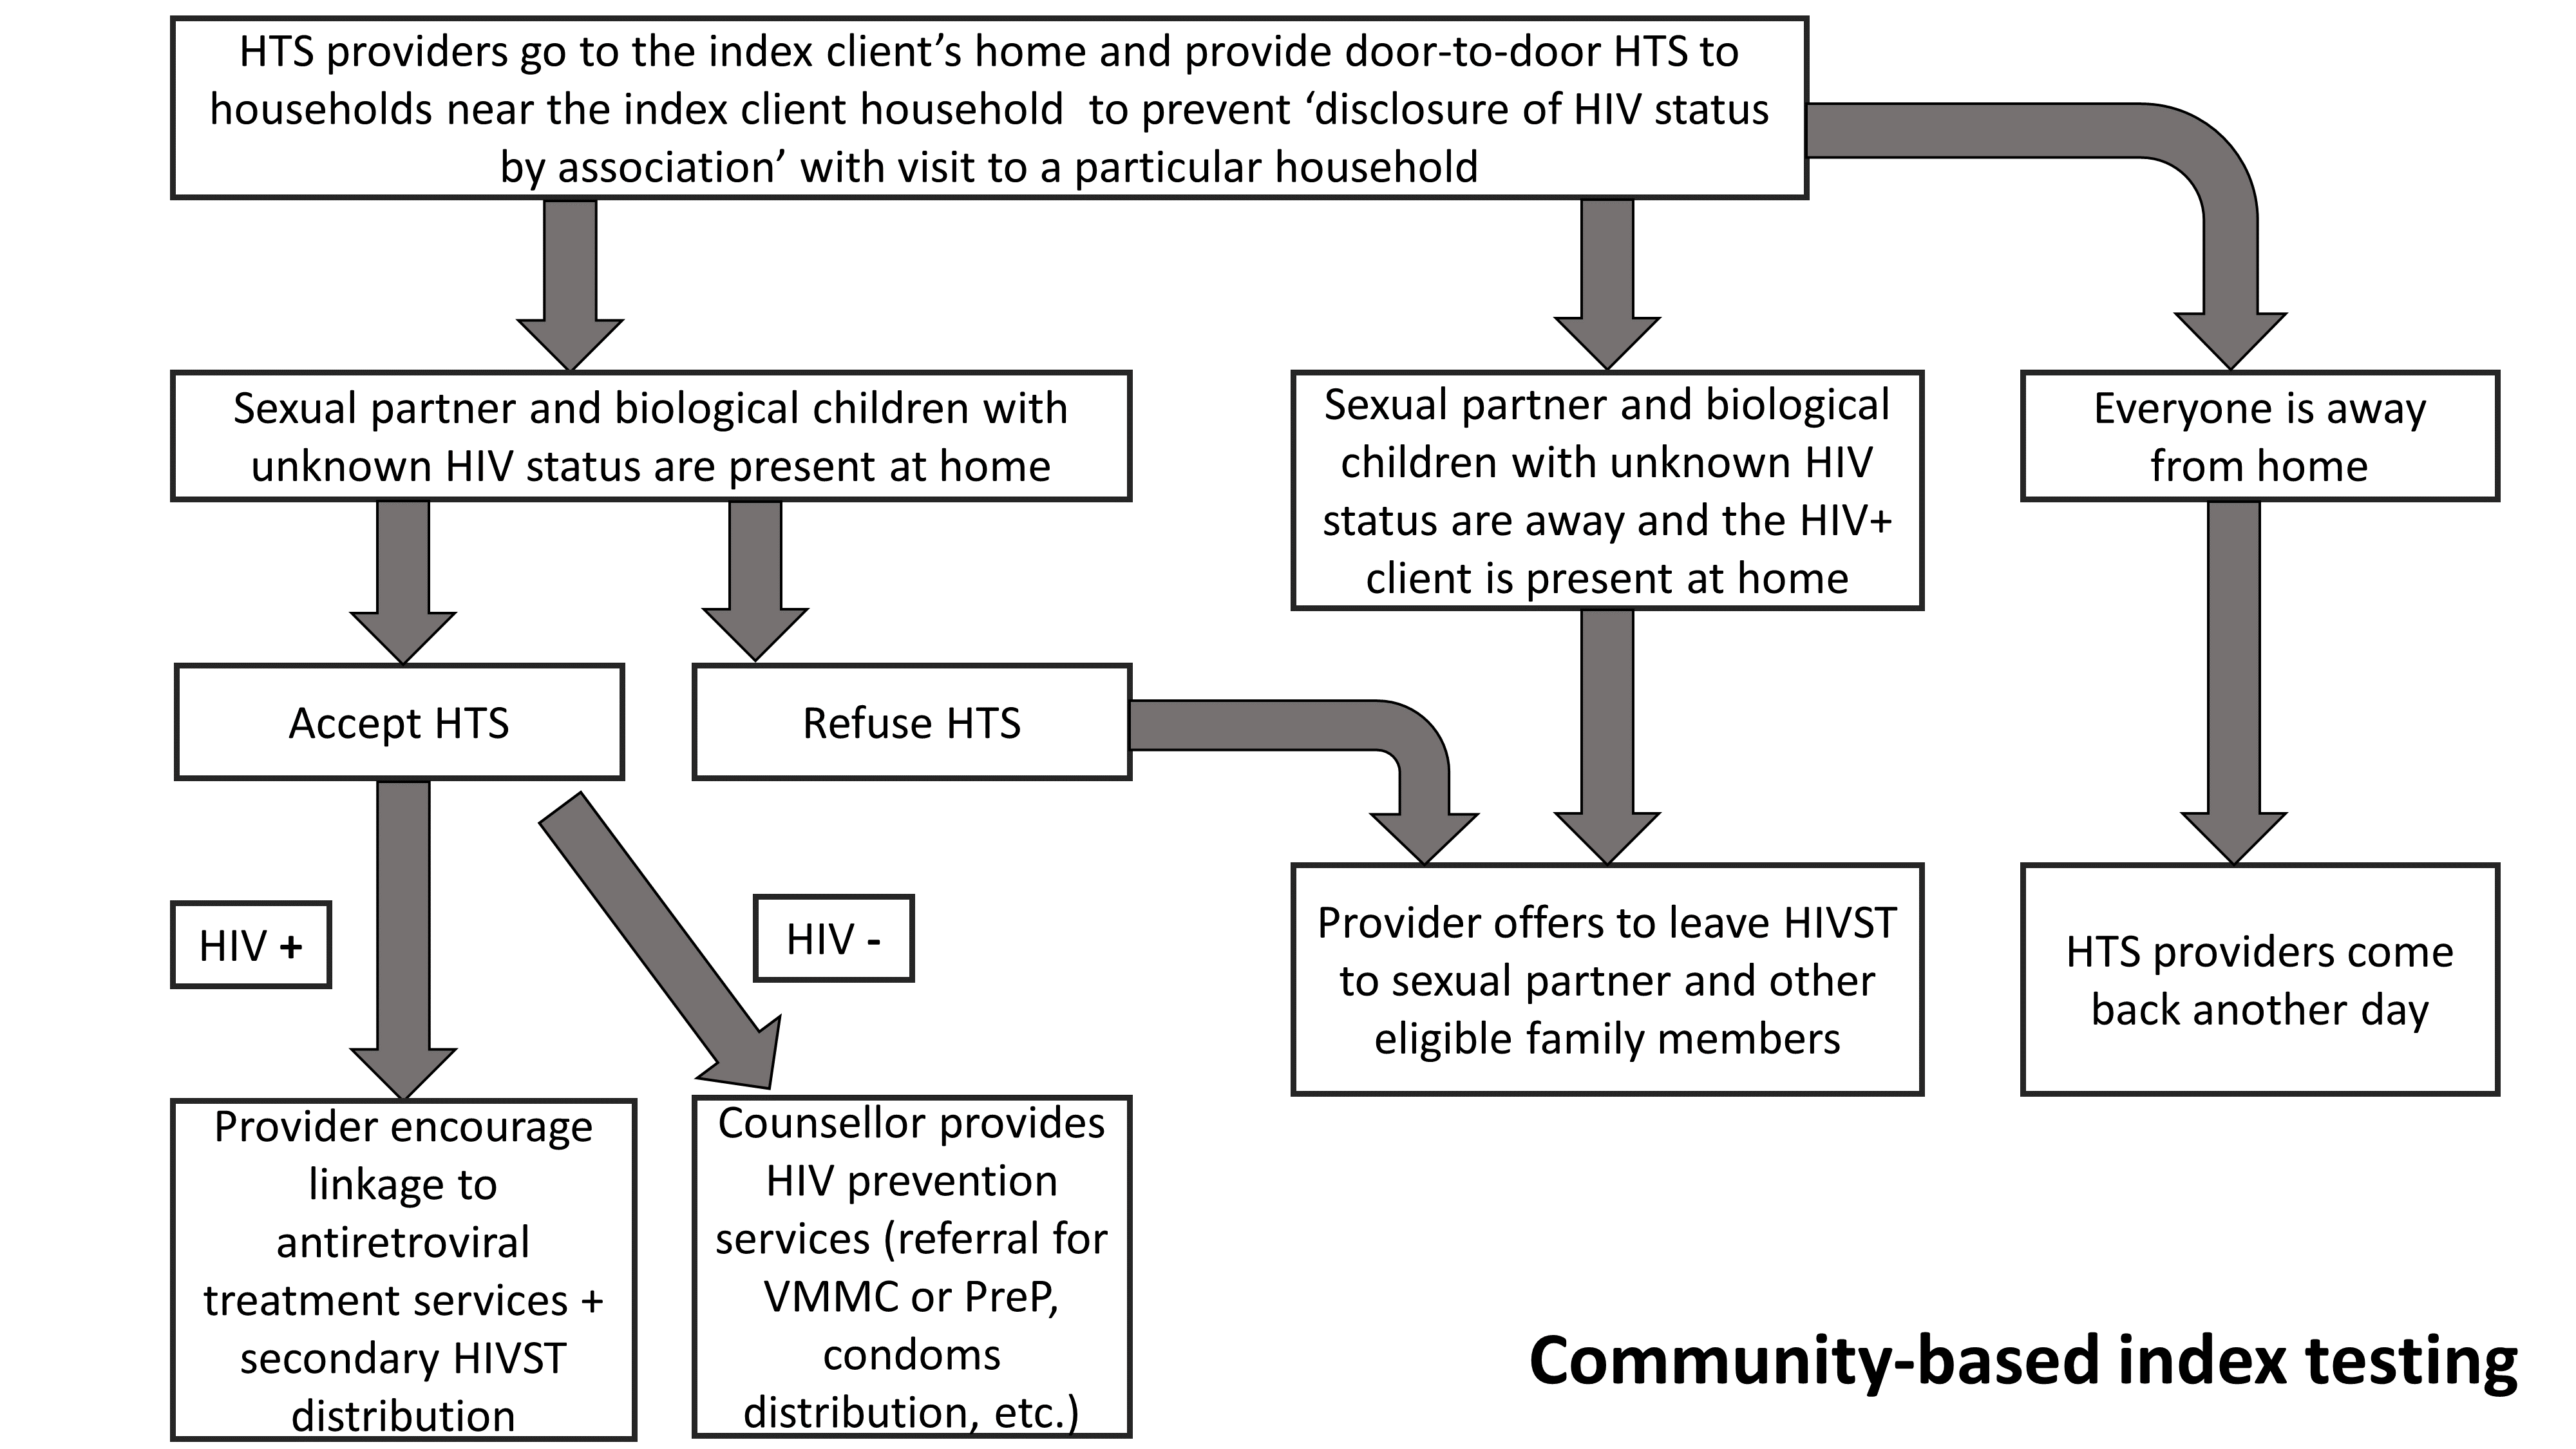 HTS providers go to the index client’s home and provide door-to-door HTS to
households near the index client household  to prevent ‘disclosure of HIV status
by association’ with visit to a particular household
Sexual partner and biological children with
unknown HIV status are present at home
Sexual partner and biological
children with unknown HIV
status are away and the HIV+
client is present at home
Everyone is away
from home
Accept HTS
Refuse HTS
HIV +
HIV -
Provider offers to leave HIVST
to sexual partner and other
eligible family members
HTS providers come
back another day
Provider encourage
linkage to
antiretroviral
treatment services +
secondary HIVST
distribution
Counsellor provides
HIV prevention
services (referral for
VMMC or PreP,
condoms
distribution, etc.)
Community-based index testing